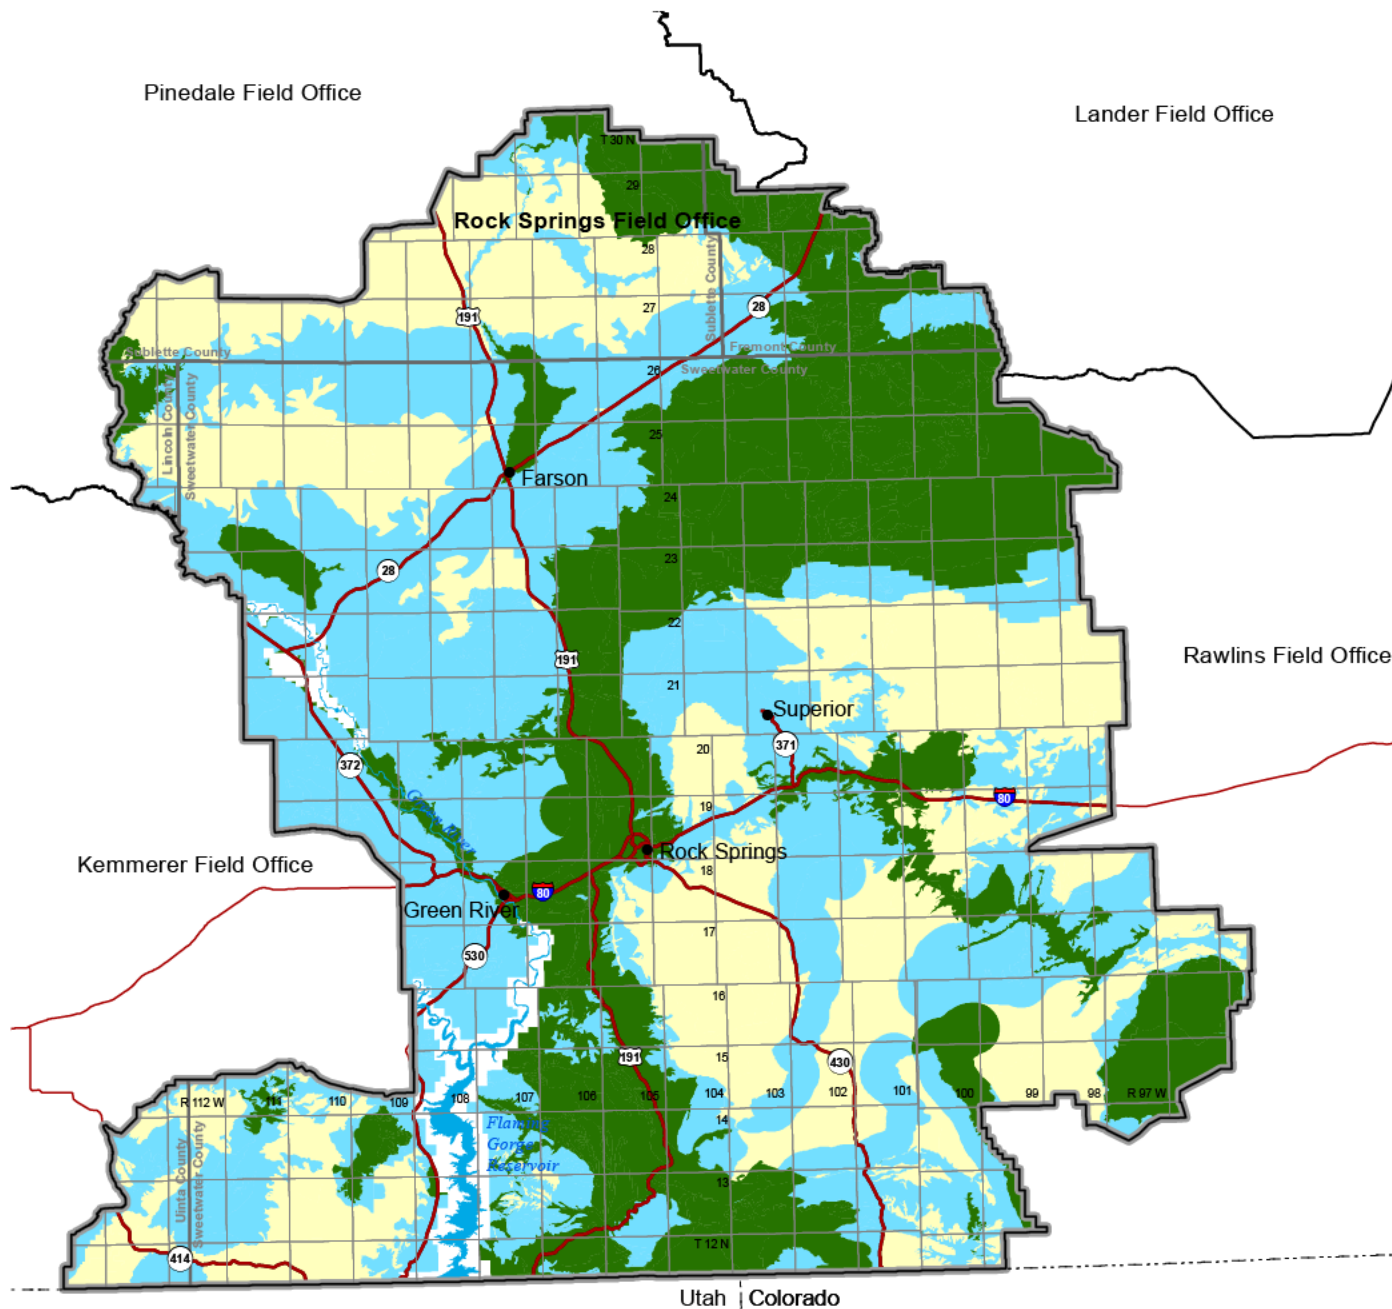 Pinedale Field Office
Lander Field Office
T 30 N
29
Rock Springs Field Office
28
Sublette County
27
28
191
Sublette County
Fremont County
Sweetwater County
26
Lincoln County
Sweetwater County
25
Farson
24
23
28
22
191
Rawlins Field Office
21
Superior
20
371
372
19
80
Green River
Rock Springs
Kemmerer Field Office
18
80
Green River
17
530
16
15
191
430
R 112 W
111
110
109
108
107
106
105
104
103
102
101
100
99
98
R 97 W
14
Flaming
Gorge
Reservoir
Uinta County
Sweetwater County
13
T 12 N
414
Utah
Colorado